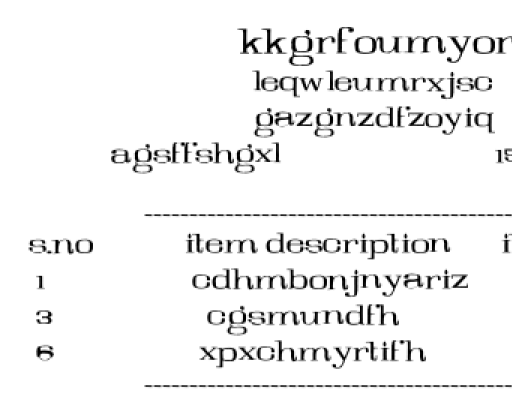 kkgrfoumyor
leqwleumrxjsc
gazgnzdfzoyiq
agsffshgxl
--------------------------------------------
s.no item description
1 cdhmbonjnyariz
3 cgsmundfh
6 xpxchmyrtifh
--------------------------------------------